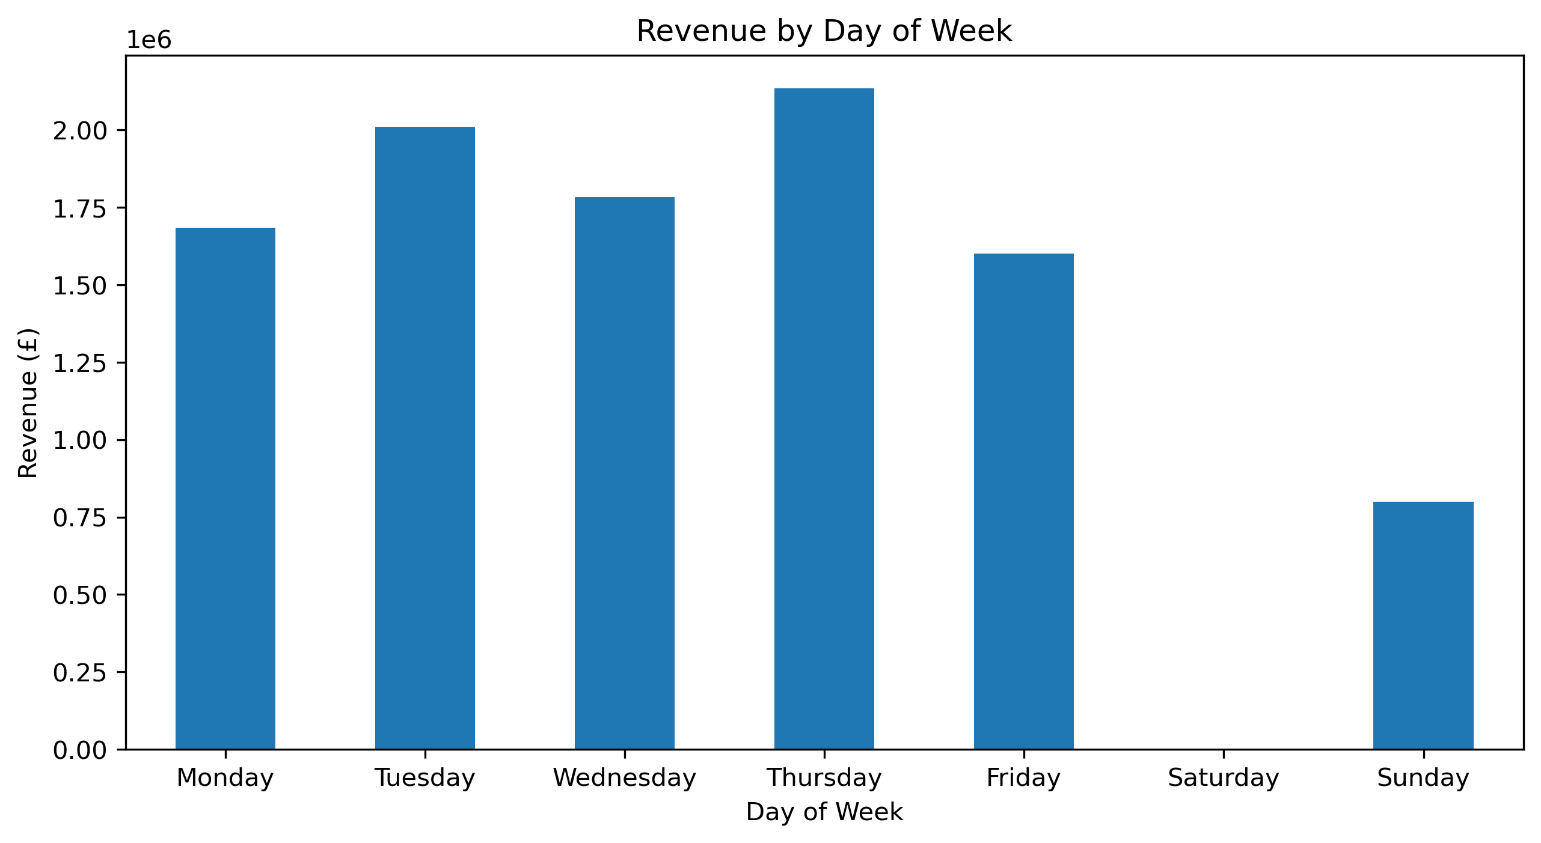 Revenue by Day of Week
1e6
2.00
1.75
1.50
1.25
1.00
0.75
0.50
0.25
0.00
Revenue (£)
Monday Tuesday Wednesday Thursday Friday Saturday Sunday
Day of Week